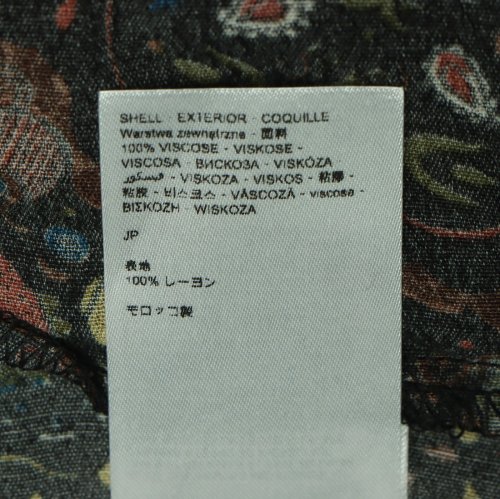 SHELL - EXTERIOR - COQUILLE
Warstwa zewnętrzna - 面料
100% VISCOSE - VISKOSE -
VISCOSA - ВИСКОЗА - VISKÓZA -
فيسكوز - VISKOZA - VISKOS - 粘膠 -
粘胶 - 비스코스 - VÂSCOZĂ - viscosa -
ΒΙΣΚΟΖΗ - WISKOZA
JP
表地
100% レーヨン
モロッコ製